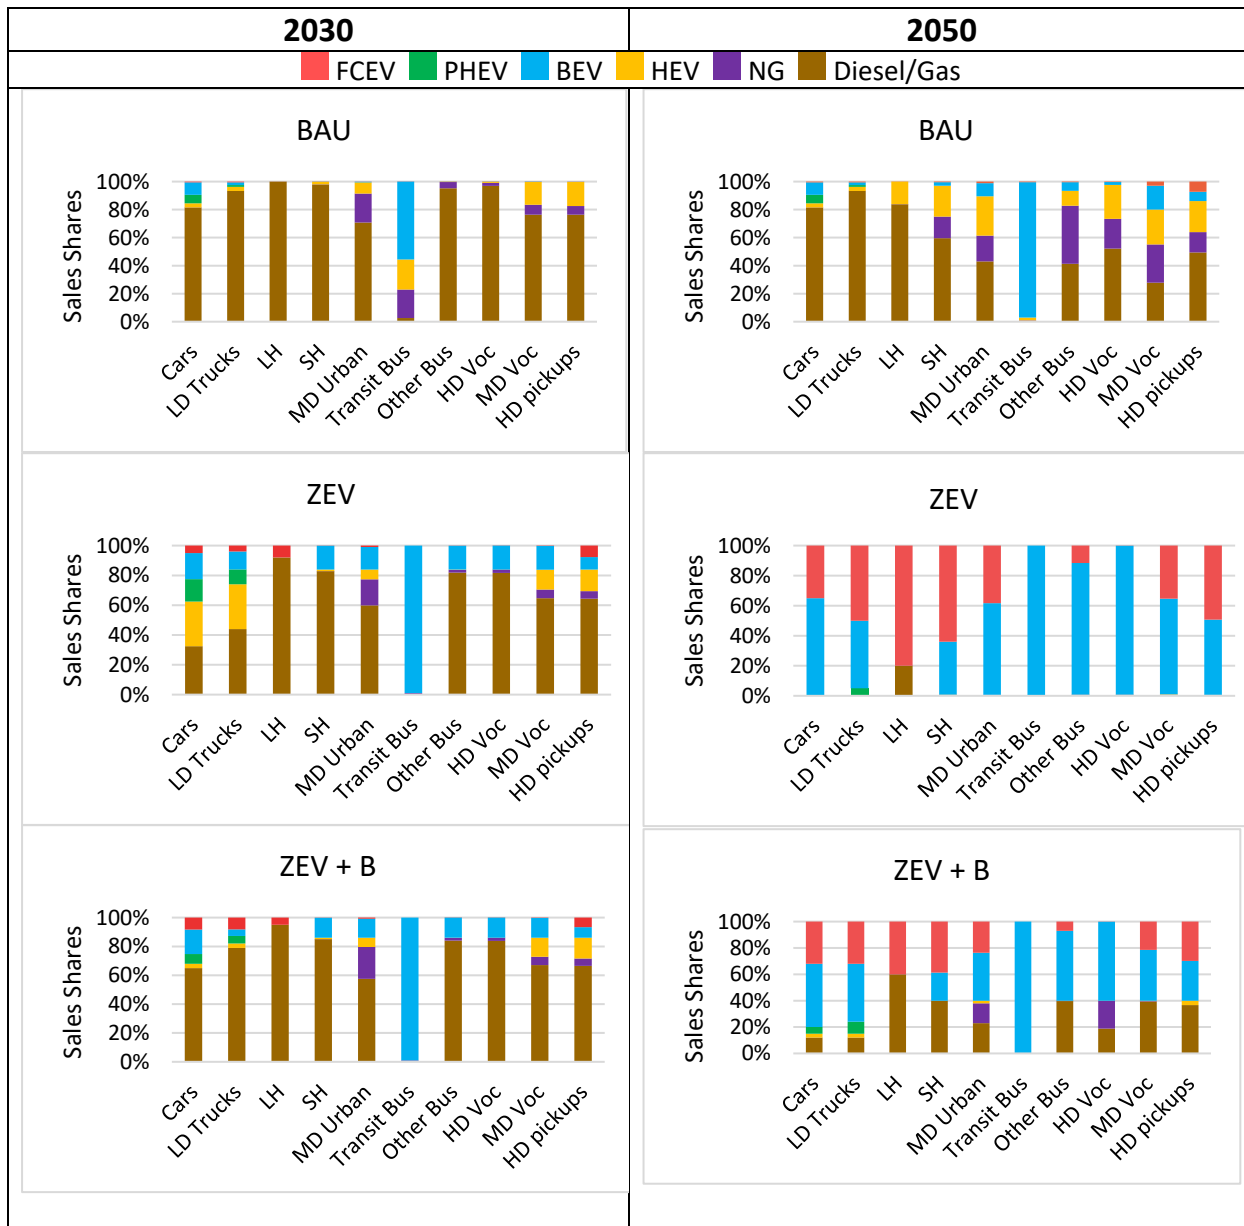 2030
2050
FCEV PHEV BEV HEV NG Diesel/Gas
BAU
Sales Shares
100%
80%
60%
40%
20%
0%
Cars
LD Trucks
LH
SH
MD Urban
Transit Bus
Other Bus
HD Voc
MD Voc
HD pickups
BAU
Sales Shares
100%
80%
60%
40%
20%
0%
Cars
LD Trucks
LH
SH
MD Urban
Transit Bus
Other Bus
HD Voc
MD Voc
HD pickups
ZEV
Sales Shares
100%
80%
60%
40%
20%
0%
Cars
LD Trucks
LH
SH
MD Urban
Transit Bus
Other Bus
HD Voc
MD Voc
HD pickups
ZEV
Sales Shares
100%
80%
60%
40%
20%
0%
Cars
LD Trucks
LH
SH
MD Urban
Transit Bus
Other Bus
HD Voc
MD Voc
HD pickups
ZEV + B
Sales Shares
100%
80%
60%
40%
20%
0%
Cars
LD Trucks
LH
SH
MD Urban
Transit Bus
Other Bus
HD Voc
MD Voc
HD pickups
ZEV + B
Sales Shares
100%
80%
60%
40%
20%
0%
Cars
LD Trucks
LH
SH
MD Urban
Transit Bus
Other Bus
HD Voc
MD Voc
HD pickups